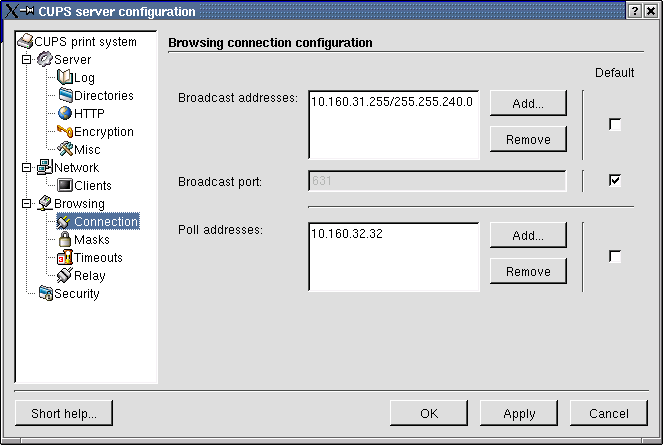 CUPS server configuration
CUPS print system
Server
Log
Directories
HTTP
Encryption
Misc
Network
Clients
Browsing
Connection
Masks
Timeouts
Relay
Security
Browsing connection configuration
Default
Broadcast addresses:
10.160.31.255/255.255.240.0
Add...
Remove
Broadcast port:
631
Poll addresses:
10.160.32.32
Add...
Remove
Short help...
OK
Apply
Cancel